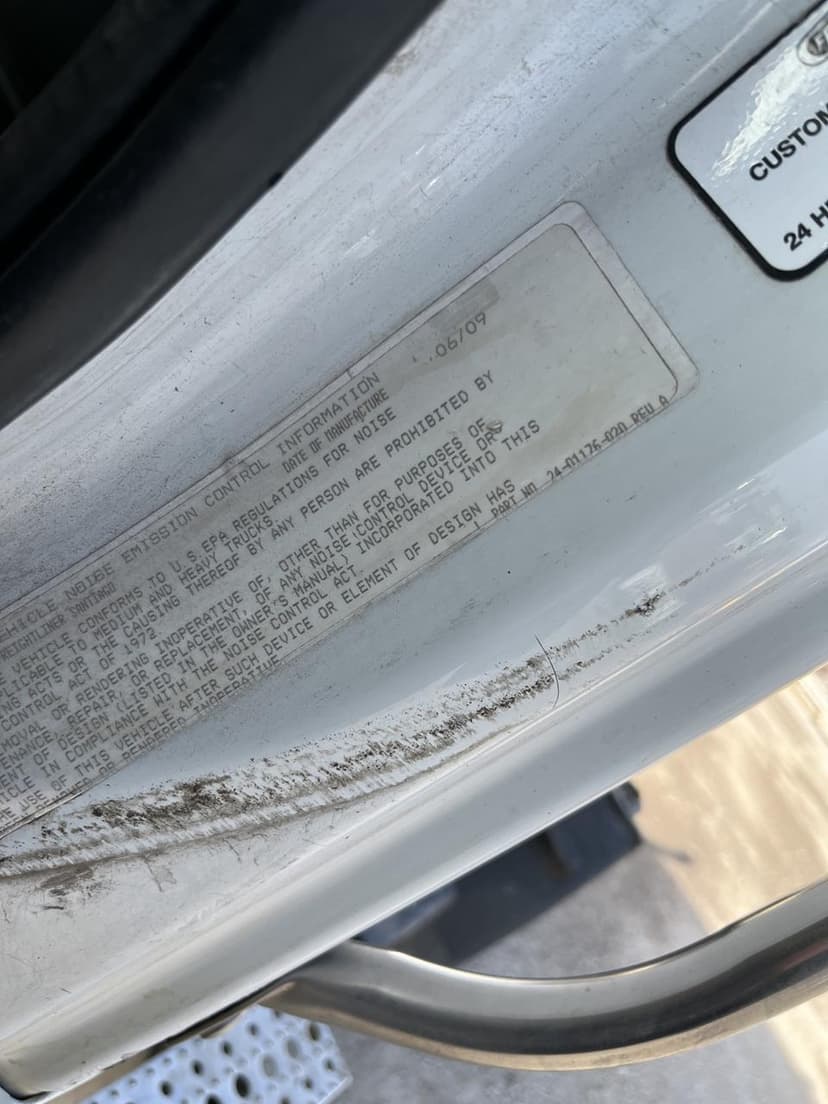 VEHICLE NOISE EMISSION CONTROL INFORMATION
FREIGHTLINER SANTIAGO DATE OF MANUFACTURE 06/09
VEHICLE CONFORMS TO U.S.EPA REGULATIONS FOR NOISE
TO MEDIUM AND HEAVY TRUCKS
ACTS OR THE CAUSING THEREOF BY ANY PERSON ARE PROHIBITED BY
CONTROL ACT OF 1972
OR RENDERING INOPERATIVE OF, OTHER THAN FOR PURPOSES OF
REPAIR, OR REPLACEMENT, OF ANY NOISE CONTROL DEVICE OR
OF DESIGN (LISTED IN THE OWNER'S MANUAL) INCORPORATED INTO THIS
IN COMPLIANCE WITH THE NOISE CONTROL ACT.
USE OF THIS VEHICLE AFTER SUCH DEVICE OR ELEMENT OF DESIGN HAS
OR RENDERED INOPERATIVE
PART NO. 24-01176-020 REV A
CUSTOM
24 H